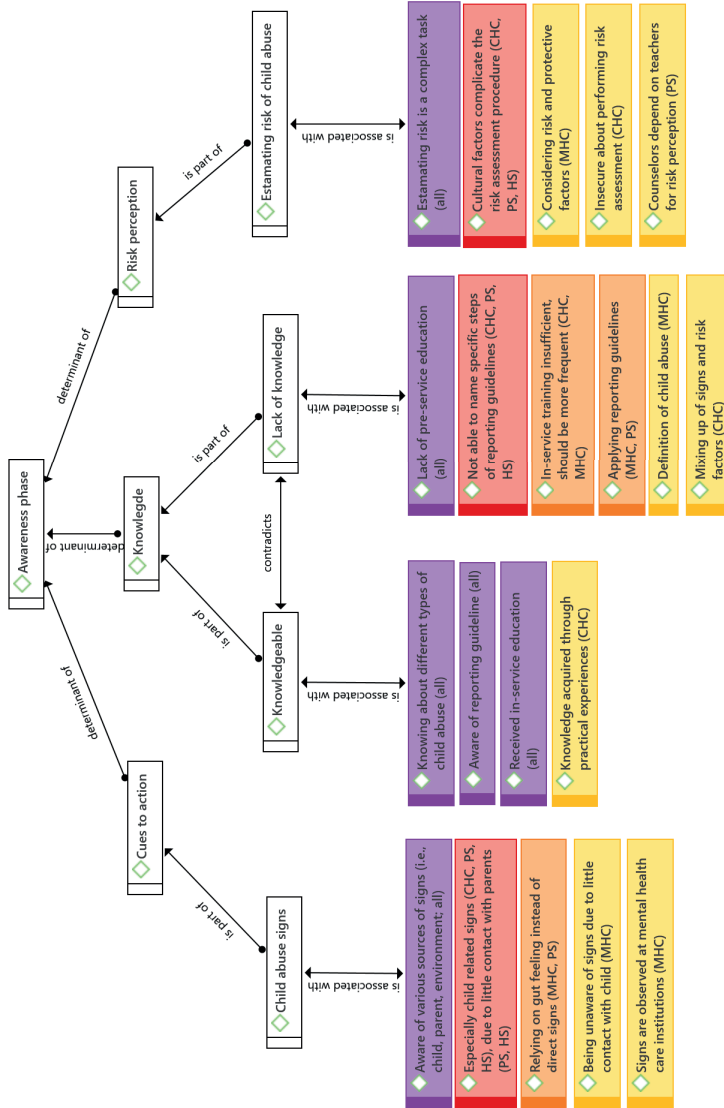 Awareness phase
determinant of
determinant of
determinant of
Cues to action
Knowlegde
Risk perception
is part of
is part of
is part of
is part of
Child abuse signs
Knowledgeable
contradicts
Lack of knowledge
Estamating risk of child abuse
is associated with
is associated with
is associated with
is associated with
Aware of various sources of signs (i.e.,
child, parent, environment; all)
Especially child related signs (CHC, PS,
HS), due to little contact with parents
(PS, HS)
Relying on gut feeling instead of
direct signs (MHC, PS)
Being unaware of signs due to little
contact with child (MHC)
Signs are observed at mental health
care institutions (MHC)
Knowing about different types of
child abuse (all)
Aware of reporting guideline (all)
Received in-service education
(all)
Knowledge acquired through
practical experiences (CHC)
Lack of pre-service education
(all)
Not able to name specific steps
of reporting guidelines (CHC, PS,
HS)
In-service training insufficient,
should be more frequent (CHC,
MHC)
Applying reporting guidelines
(MHC, PS)
Definition of child abuse (MHC)
Mixing up of signs and risk
factors (CHC)
Estamating risk is a complex task
(all)
Cultural factors complicate the
risk assessment procedure (CHC,
PS, HS)
Considering risk and protective
factors (MHC)
Insecure about performing risk
assessment (CHC)
Counselors depend on teachers
for risk perception (PS)